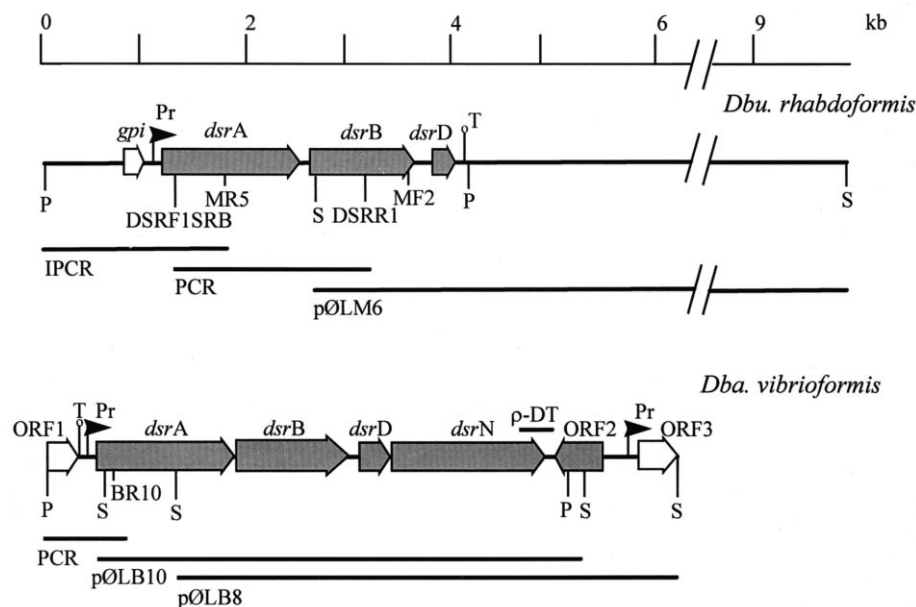 0 2 4 6 9 kb
Dbu. rhabdoformis
gpi Pr dsrA dsrB dsrD T
P DSRF1SRB MR5 S DSRR1 MF2 P S
IPCR
PCR
pØLM6
Dba. vibrioformis
ORF1 T Pr dsrA dsrB dsrD dsrN ρ-DT ORF2 Pr ORF3
P S BR10 S P S S
PCR
pØLB10
pØLB8